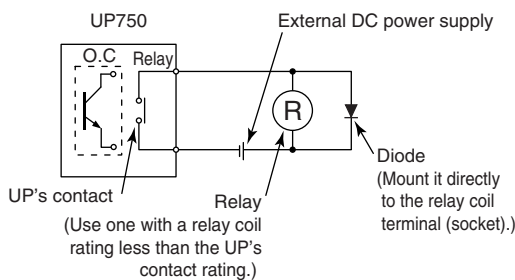 UP750
External DC power supply
O.C
Relay
R
UP's contact
Relay
(Use one with a relay coil
rating less than the UP's
contact rating.)
Diode
(Mount it directly
to the relay coil
terminal (socket).)